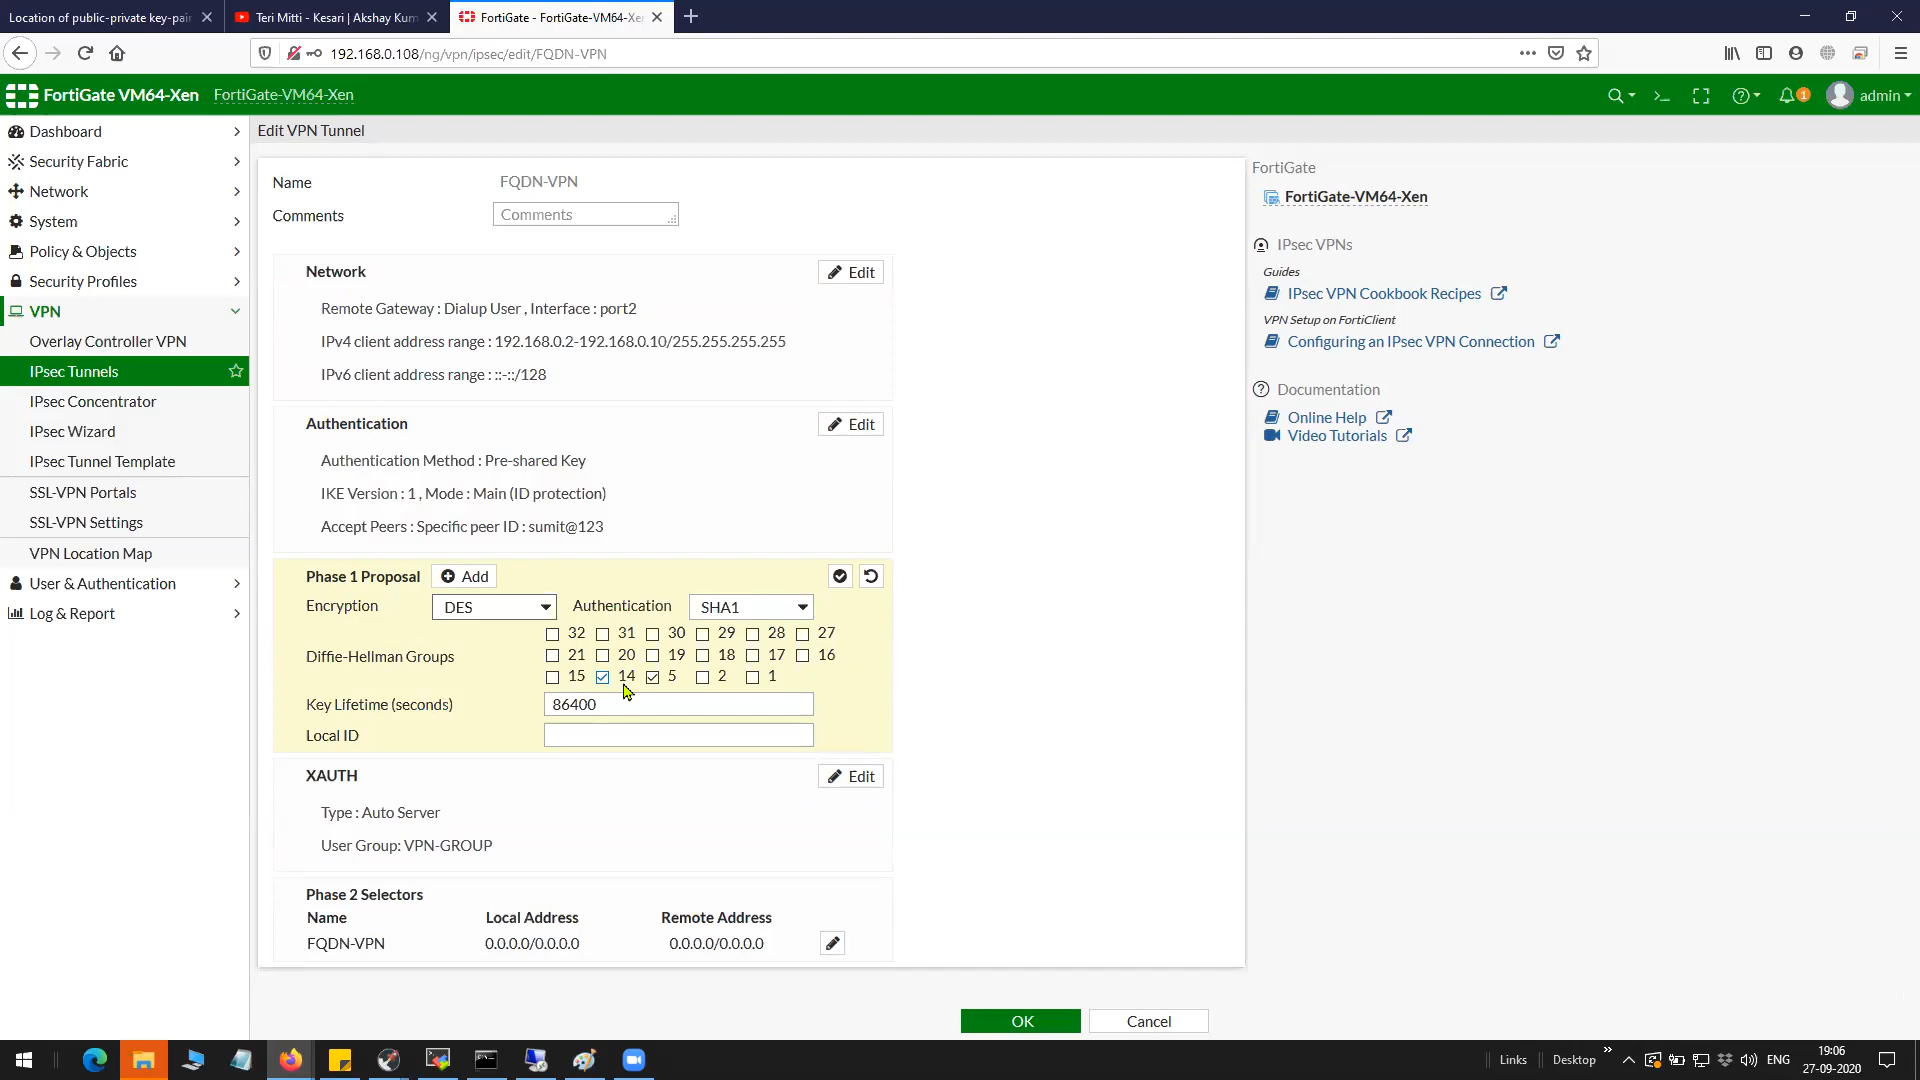 Location of public-private key-pair
Teri Mitti - Kesari | Akshay Kum
FortiGate - FortiGate-VM64-Xen
192.168.0.108/ng/vpn/ipsec/edit/FQDN-VPN
FortiGate VM64-Xen
FortiGate-VM64-Xen
1
admin
Dashboard
Security Fabric
Network
System
Policy & Objects
Security Profiles
VPN
Overlay Controller VPN
IPsec Tunnels
IPsec Concentrator
IPsec Wizard
IPsec Tunnel Template
SSL-VPN Portals
SSL-VPN Settings
VPN Location Map
User & Authentication
Log & Report
Edit VPN Tunnel
Name FQDN-VPN
Comments Comments
Network Edit
Remote Gateway : Dialup User , Interface : port2
IPv4 client address range : 192.168.0.2-192.168.0.10/255.255.255.255
IPv6 client address range : ::-::/128
Authentication Edit
Authentication Method : Pre-shared Key
IKE Version : 1 , Mode : Main (ID protection)
Accept Peers : Specific peer ID : sumit@123
Phase 1 Proposal Add
Encryption DES Authentication SHA1
32 31 30 29 28 27
Diffie-Hellman Groups 21 20 19 18 17 16
15 14 5 2 1
Key Lifetime (seconds) 86400
Local ID
XAUTH Edit
Type : Auto Server
User Group: VPN-GROUP
Phase 2 Selectors
Name Local Address Remote Address
FQDN-VPN 0.0.0.0/0.0.0.0 0.0.0.0/0.0.0.0
OK Cancel
FortiGate
FortiGate-VM64-Xen
IPsec VPNs
Guides
IPsec VPN Cookbook Recipes
VPN Setup on FortiClient
Configuring an IPsec VPN Connection
Documentation
Online Help
Video Tutorials
Links
Desktop
ENG
19:06
27-09-2020